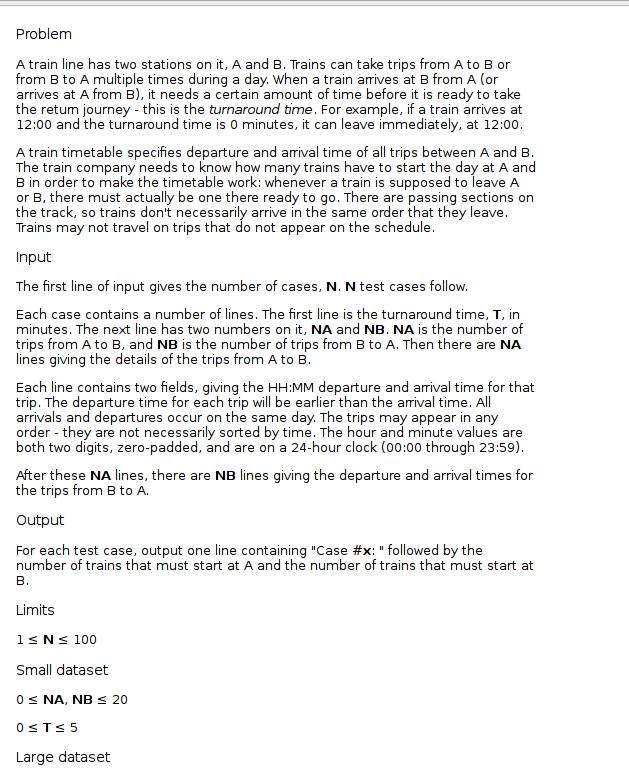 Problem
A train line has two stations on it, A and B. Trains can take trips from A to B or
from B to A multiple times during a day. When a train arrives at B from A (or
arrives at A from B), it needs a certain amount of time before it is ready to take
the return journey - this is the turnaround time. For example, if a train arrives at
12:00 and the turnaround time is 0 minutes, it can leave immediately, at 12:00.
A train timetable specifies departure and arrival time of all trips between A and B.
The train company needs to know how many trains have to start the day at A and
B in order to make the timetable work: whenever a train is supposed to leave A
or B, there must actually be one there ready to go. There are passing sections on
the track, so trains don't necessarily arrive in the same order that they leave.
Trains may not travel on trips that do not appear on the schedule.
Input
The first line of input gives the number of cases, N. N test cases follow.
Each case contains a number of lines. The first line is the turnaround time, T, in
minutes. The next line has two numbers on it, NA and NB. NA is the number of
trips from A to B, and NB is the number of trips from B to A. Then there are NA
lines giving the details of the trips from A to B.
Each line contains two fields, giving the HH:MM departure and arrival time for that
trip. The departure time for each trip will be earlier than the arrival time. All
arrivals and departures occur on the same day. The trips may appear in any
order - they are not necessarily sorted by time. The hour and minute values are
both two digits, zero-padded, and are on a 24-hour clock (00:00 through 23:59).
After these NA lines, there are NB lines giving the departure and arrival times for
the trips from B to A.
Output
For each test case, output one line containing "Case #x: " followed by the
number of trains that must start at A and the number of trains that must start at
B.
Limits
1 ≤ N ≤ 100
Small dataset
0 ≤ NA, NB ≤ 20
0 ≤ T ≤ 5
Large dataset